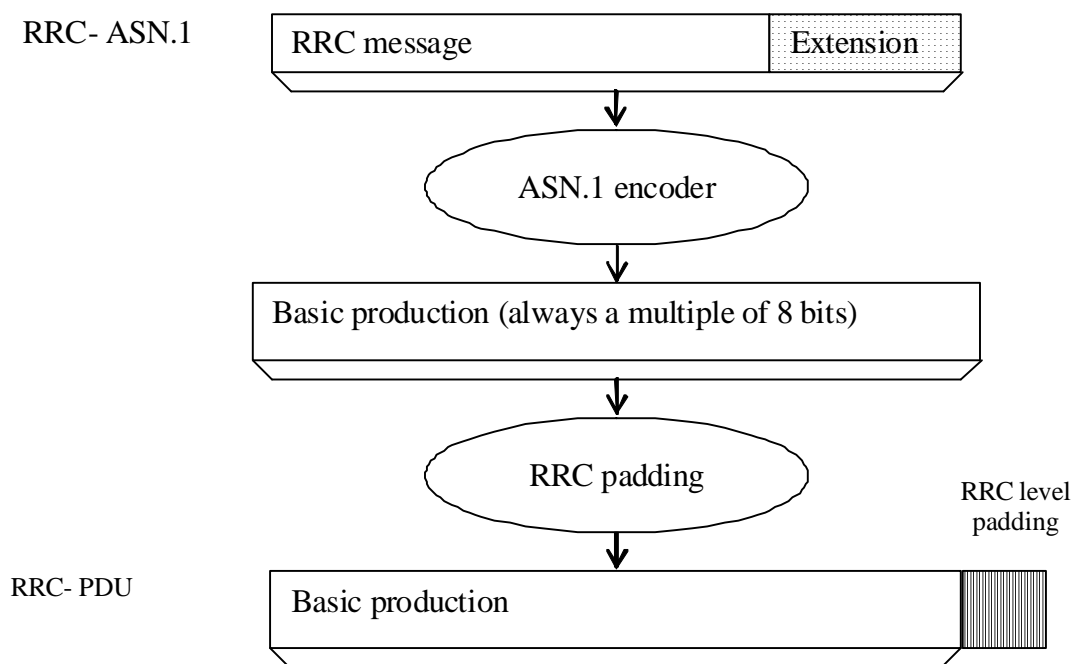 RRC- ASN.1
RRC message
Extension
ASN.1 encoder
Basic production (always a multiple of 8 bits)
RRC padding
RRC level
padding
RRC- PDU
Basic production